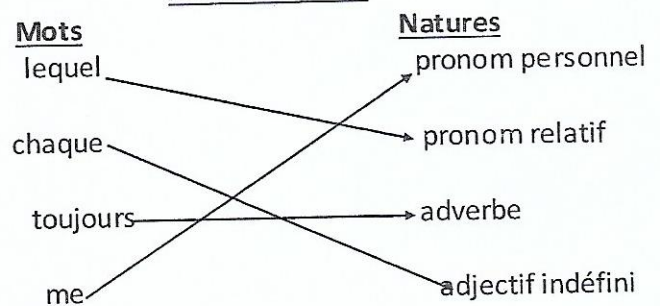 Mots Natures
lequel pronom personnel
chaque pronom relatif
toujours adverbe
me adjectif indéfini